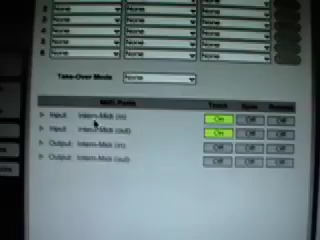 1 None None None
2 None None None
3 None None None
4 None None None
5 None None None
6 None None None
Take-Over Mode None
MIDI Ports Track Sync Remote
Input: Intern-Midi (in) On Off Off
Input: Intern-Midi (out) On Off Off
Output: Intern-Midi (in) Off Off Off
Output: Intern-Midi (out) Off Off Off